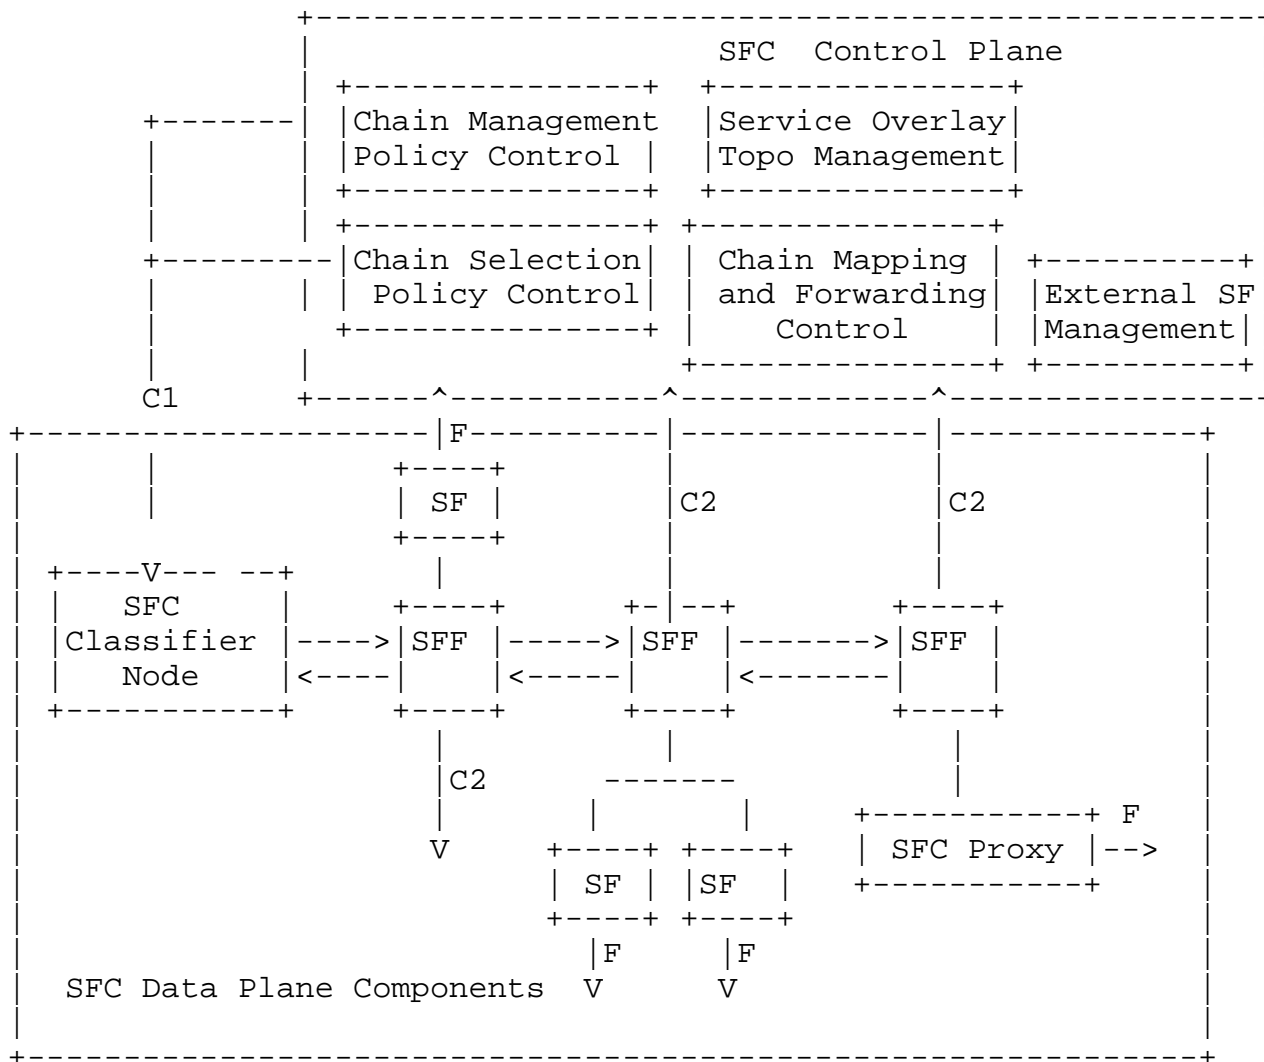 SFC  Control Plane
Chain Management
Service Overlay
Policy Control
Topo Management
Chain Selection
Chain Mapping
Policy Control
and Forwarding
External SF
Control
Management
C1
F
SF
C2
C2
V
SFC
Classifier
SFF
SFF
SFF
Node
C2
F
V
SFC Proxy
SF
SF
F
F
SFC Data Plane Components
V
V